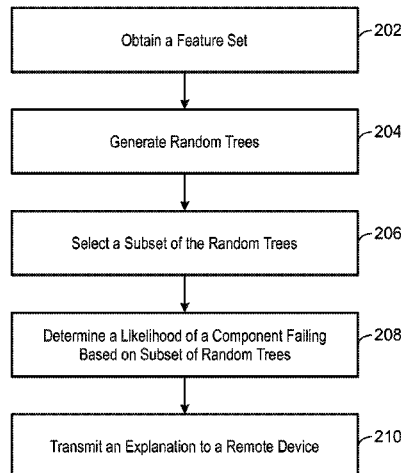 Obtain a Feature Set
202
Generate Random Trees
204
Select a Subset of the Random Trees
206
Determine a Likelihood of a Component Failing
Based on Subset of Random Trees
208
Transmit an Explanation to a Remote Device
210